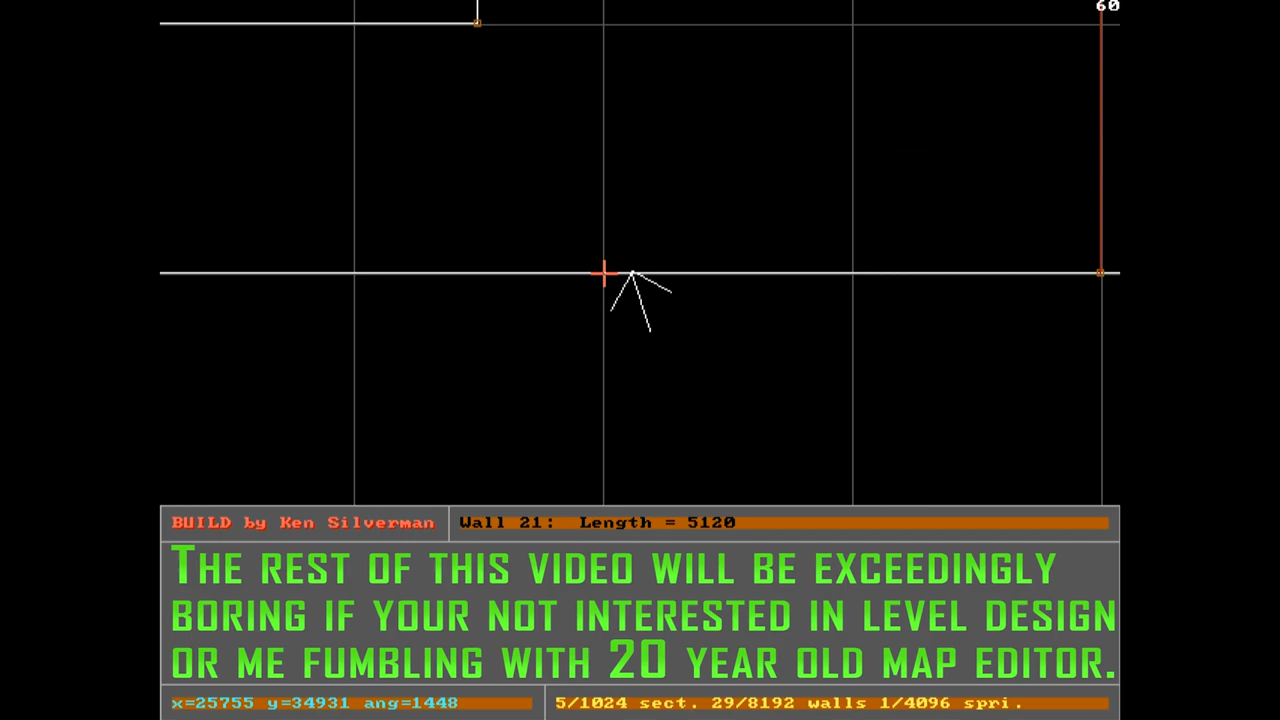 60
BUILD by Ken Silverman
Wall 21: Length = 5120
THE REST OF THIS VIDEO WILL BE EXCEEDINGLY
BORING IF YOUR NOT INTERESTED IN LEVEL DESIGN
OR ME FUMBLING WITH 20 YEAR OLD MAP EDITOR.
x=25755 y=34931 ang=1448
5/1024 sect. 29/8192 walls 1/4096 spri.